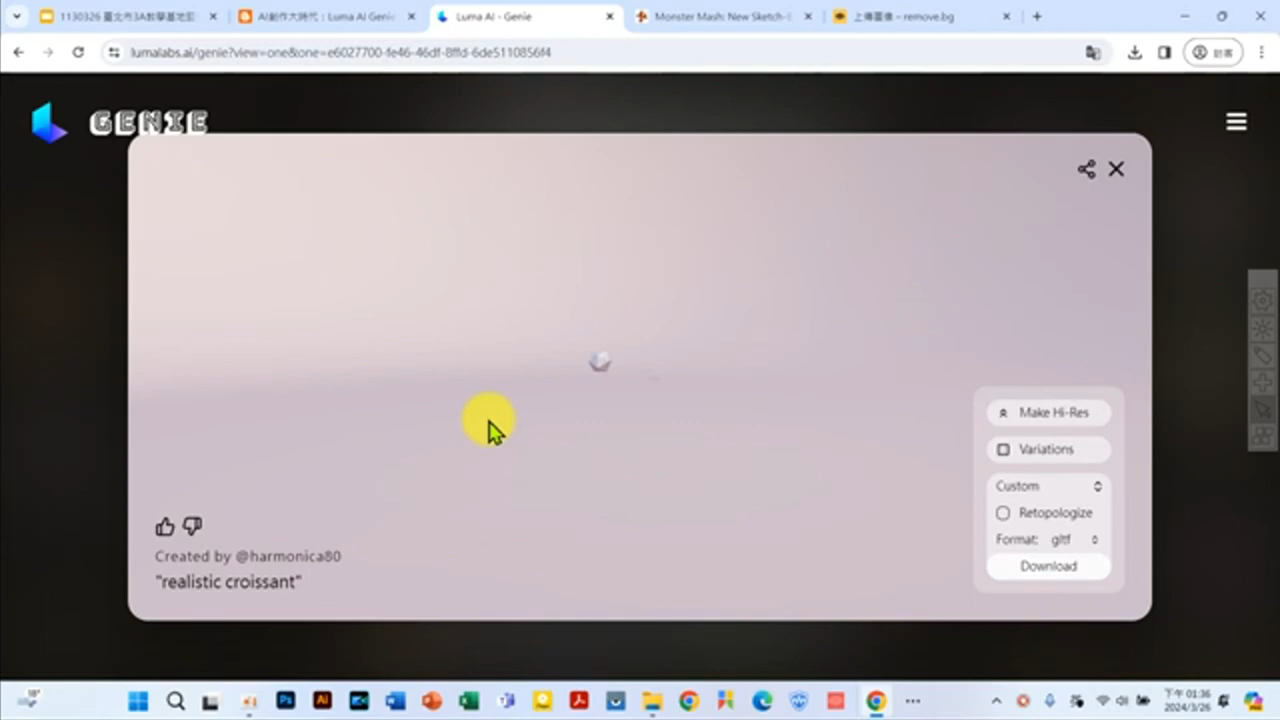 1130326 臺北市3A教學基地
AI創作大時代：Luma AI Genie
Luma AI - Genie
Monster Mash: New Sketch-
上傳圖像 – remove.bg
lumalabs.ai/genie?view=one&one=e6027700-fe46-46df-8ffd-6de5110856f4
訪客
GENIE
Make Hi-Res
Variations
Custom
Retopologize
Format: gltf
Download
Created by @harmonica80
"realistic croissant"
18°
下午 01:36
2024/3/26